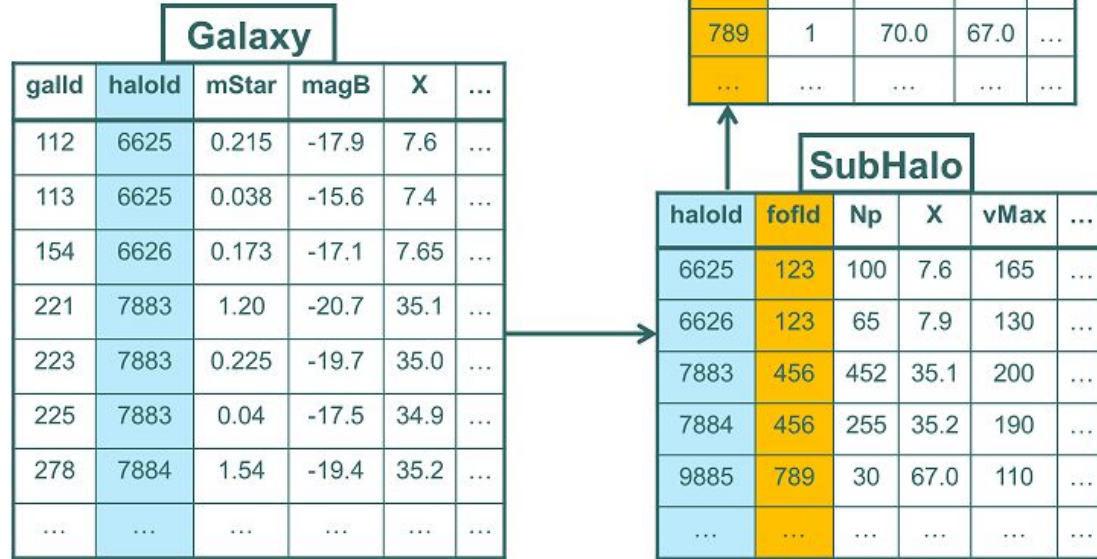 Galaxy
galId haloId mStar magB X ...
112 6625 0.215 -17.9 7.6 ...
113 6625 0.038 -15.6 7.4 ...
154 6626 0.173 -17.1 7.65 ...
221 7883 1.20 -20.7 35.1 ...
223 7883 0.225 -19.7 35.0 ...
225 7883 0.04 -17.5 34.9 ...
278 7884 1.54 -19.4 35.2 ...
... ... ... ... ... ...
789 1 70.0 67.0 ...
... ... ... ... ...
SubHalo
haloId fofId Np X vMax ...
6625 123 100 7.6 165 ...
6626 123 65 7.9 130 ...
7883 456 452 35.1 200 ...
7884 456 255 35.2 190 ...
9885 789 30 67.0 110 ...
... ... ... ... ... ...